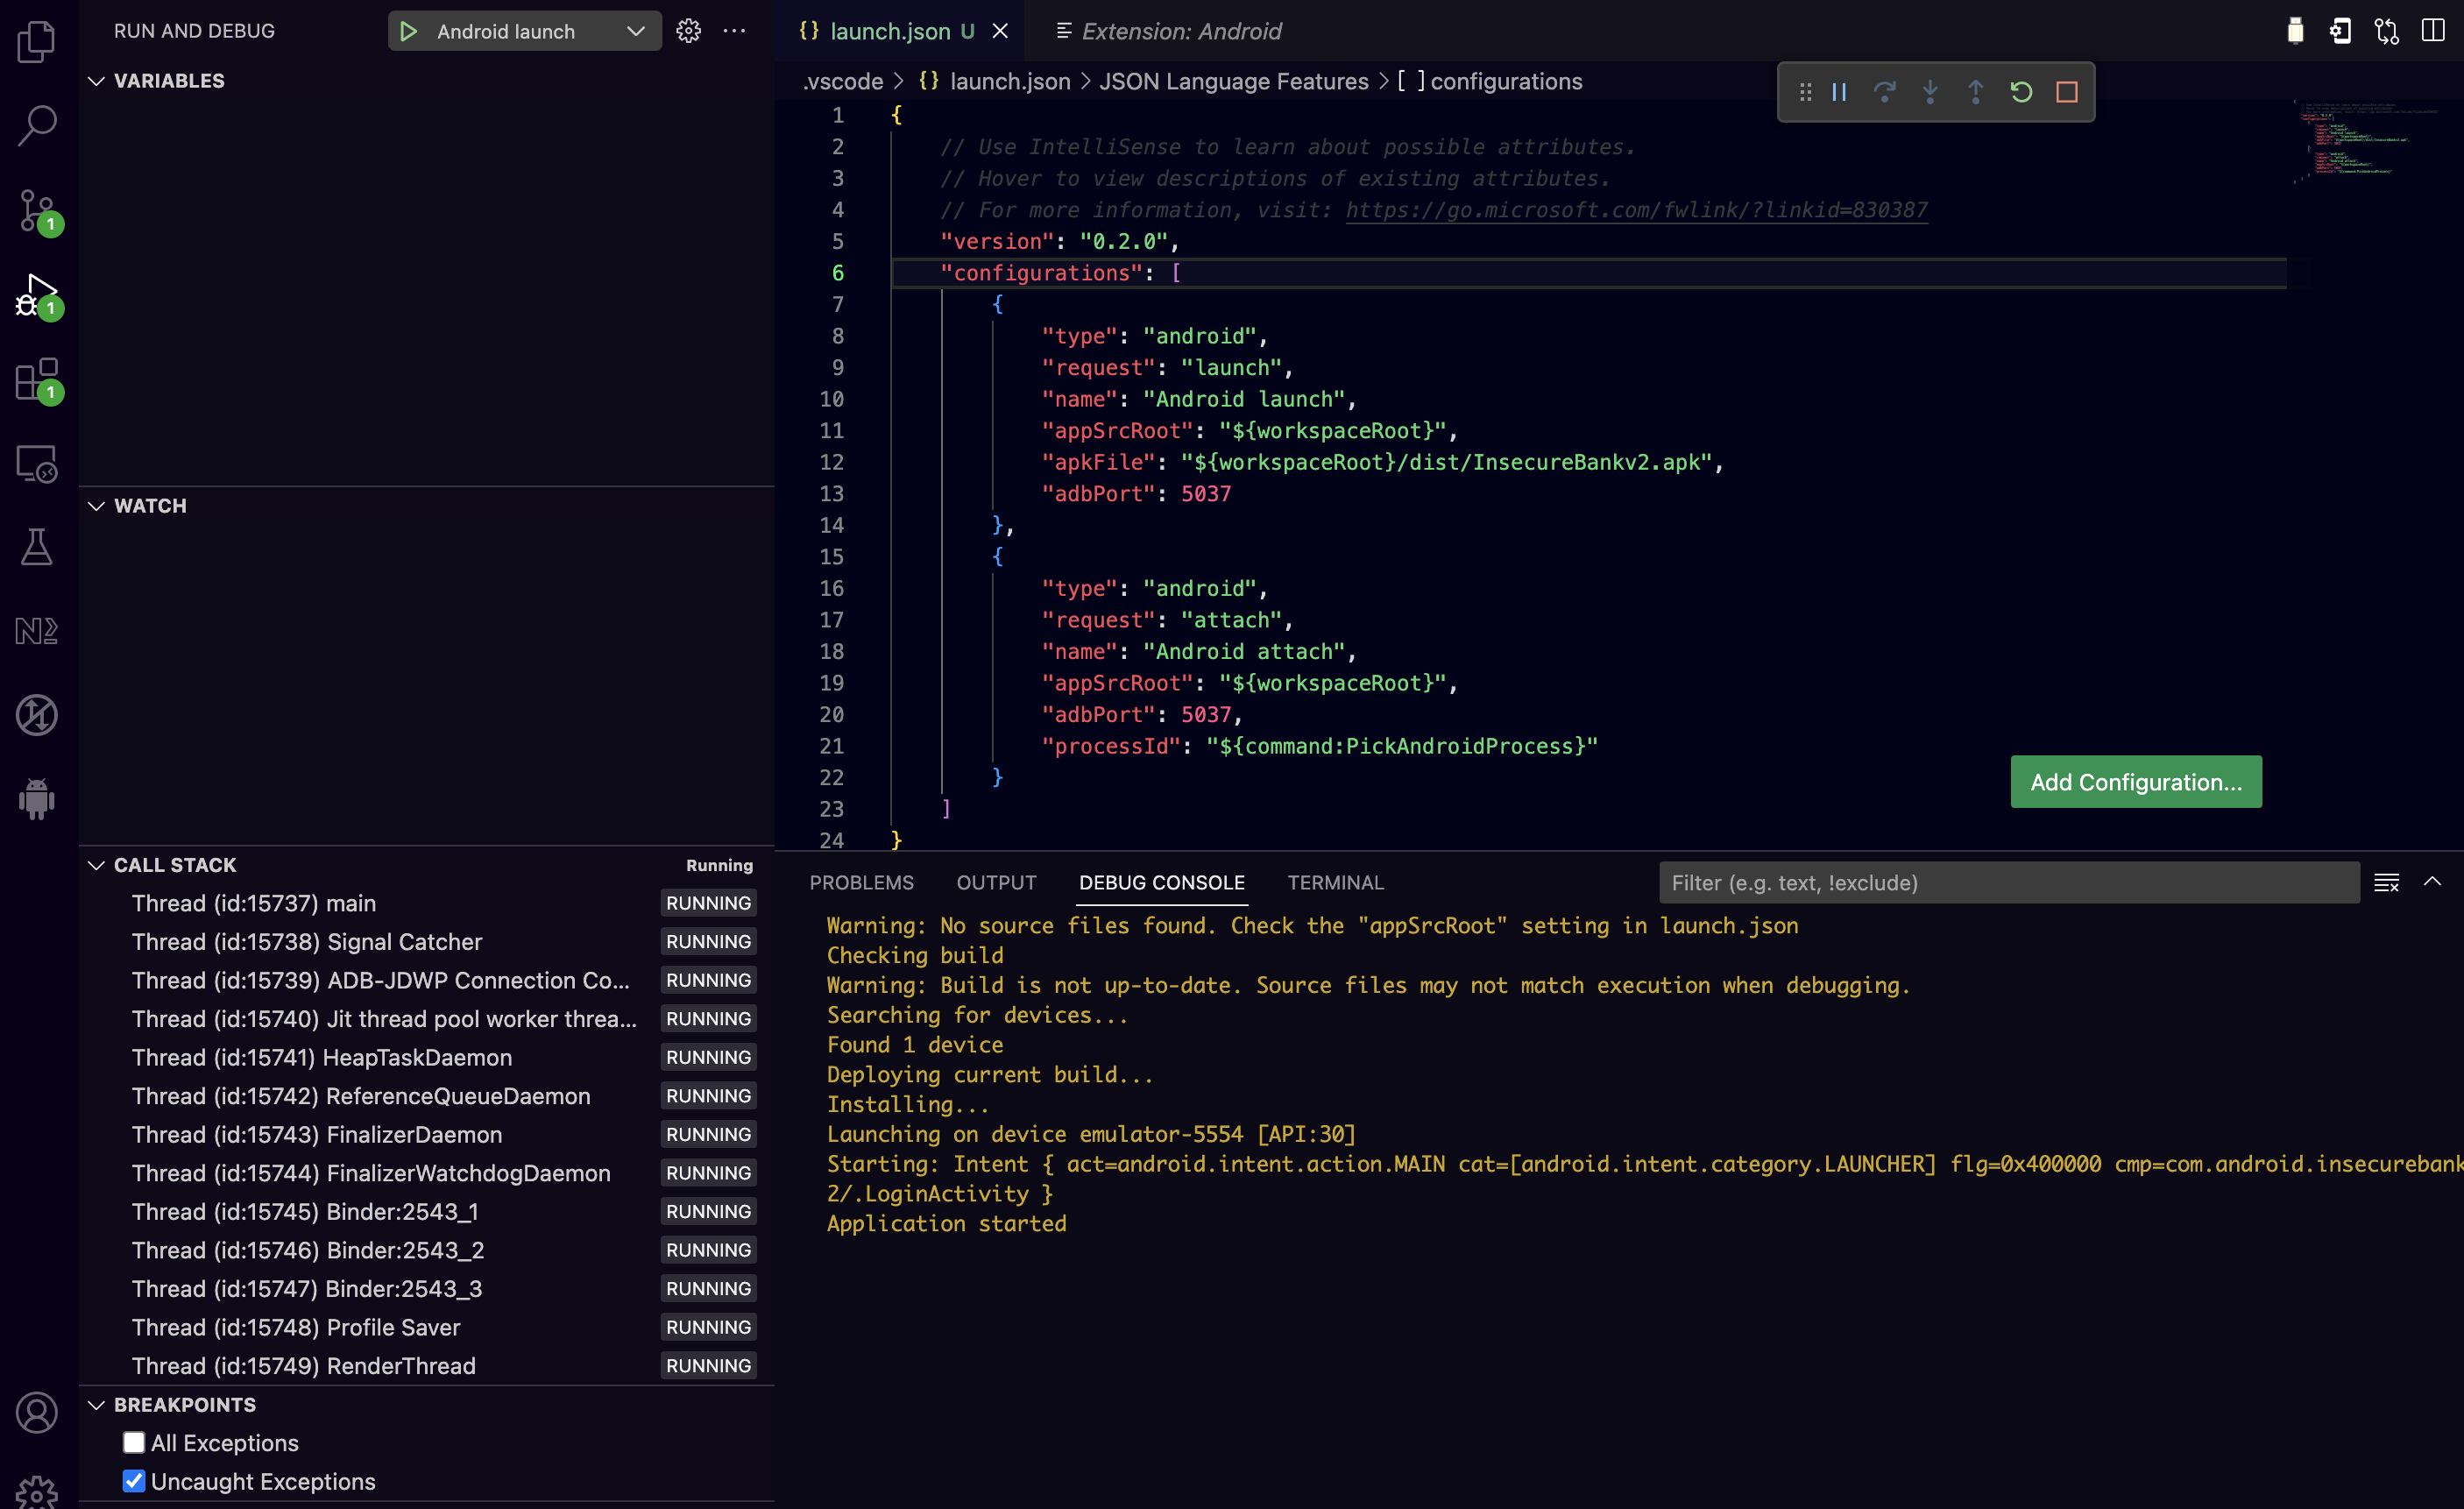 RUN AND DEBUG
Android launch
VARIABLES
WATCH
CALL STACK
Running
Thread (id:15737) main RUNNING
Thread (id:15738) Signal Catcher RUNNING
Thread (id:15739) ADB-JDWP Connection Co... RUNNING
Thread (id:15740) Jit thread pool worker threa... RUNNING
Thread (id:15741) HeapTaskDaemon RUNNING
Thread (id:15742) ReferenceQueueDaemon RUNNING
Thread (id:15743) FinalizerDaemon RUNNING
Thread (id:15744) FinalizerWatchdogDaemon RUNNING
Thread (id:15745) Binder:2543_1 RUNNING
Thread (id:15746) Binder:2543_2 RUNNING
Thread (id:15747) Binder:2543_3 RUNNING
Thread (id:15748) Profile Saver RUNNING
Thread (id:15749) RenderThread RUNNING
BREAKPOINTS
All Exceptions
Uncaught Exceptions
1
1
1
{} launch.json U
Extension: Android
.vscode > {} launch.json > JSON Language Features > [ ] configurations
1 {
2 // Use IntelliSense to learn about possible attributes.
3 // Hover to view descriptions of existing attributes.
4 // For more information, visit: https://go.microsoft.com/fwlink/?linkid=830387
5 "version": "0.2.0",
6 "configurations": [
7 {
8 "type": "android",
9 "request": "launch",
10 "name": "Android launch",
11 "appSrcRoot": "${workspaceRoot}",
12 "apkFile": "${workspaceRoot}/dist/InsecureBankv2.apk",
13 "adbPort": 5037
14 },
15 {
16 "type": "android",
17 "request": "attach",
18 "name": "Android attach",
19 "appSrcRoot": "${workspaceRoot}",
20 "adbPort": 5037,
21 "processId": "${command:PickAndroidProcess}"
22 }
23 ]
24 }
Add Configuration...
PROBLEMS OUTPUT DEBUG CONSOLE TERMINAL
Filter (e.g. text, !exclude)
Warning: No source files found. Check the "appSrcRoot" setting in launch.json
Checking build
Warning: Build is not up-to-date. Source files may not match execution when debugging.
Searching for devices...
Found 1 device
Deploying current build...
Installing...
Launching on device emulator-5554 [API:30]
Starting: Intent { act=android.intent.action.MAIN cat=[android.intent.category.LAUNCHER] flg=0x400000 cmp=com.android.insecurebank
2/.LoginActivity }
Application started